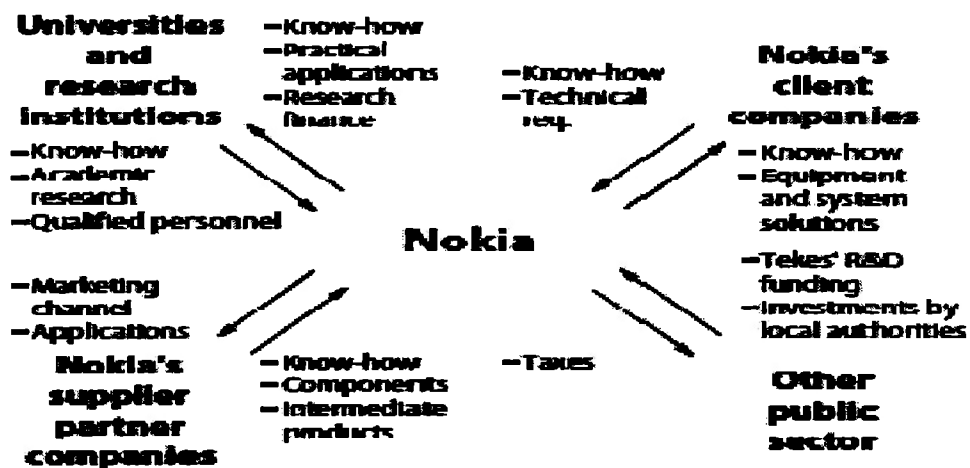 Universities
and
research
institutions
–Know-how
–Practical
applications
–Research
finance
–Know-how
–Technical
req.
Nokia's
client
companies
–Know-how
–Academic
research
–Qualified personnel
–Know-how
–Equipment
and system
solutions
Nokia
–Marketing
channel
–Applications
–Tekes' R&D
funding
–Investments by
local authorities
Nokia's
supplier
partner
companies
–Know-how
–Components
–Intermediate
products
–Taxes
Other
public
sector